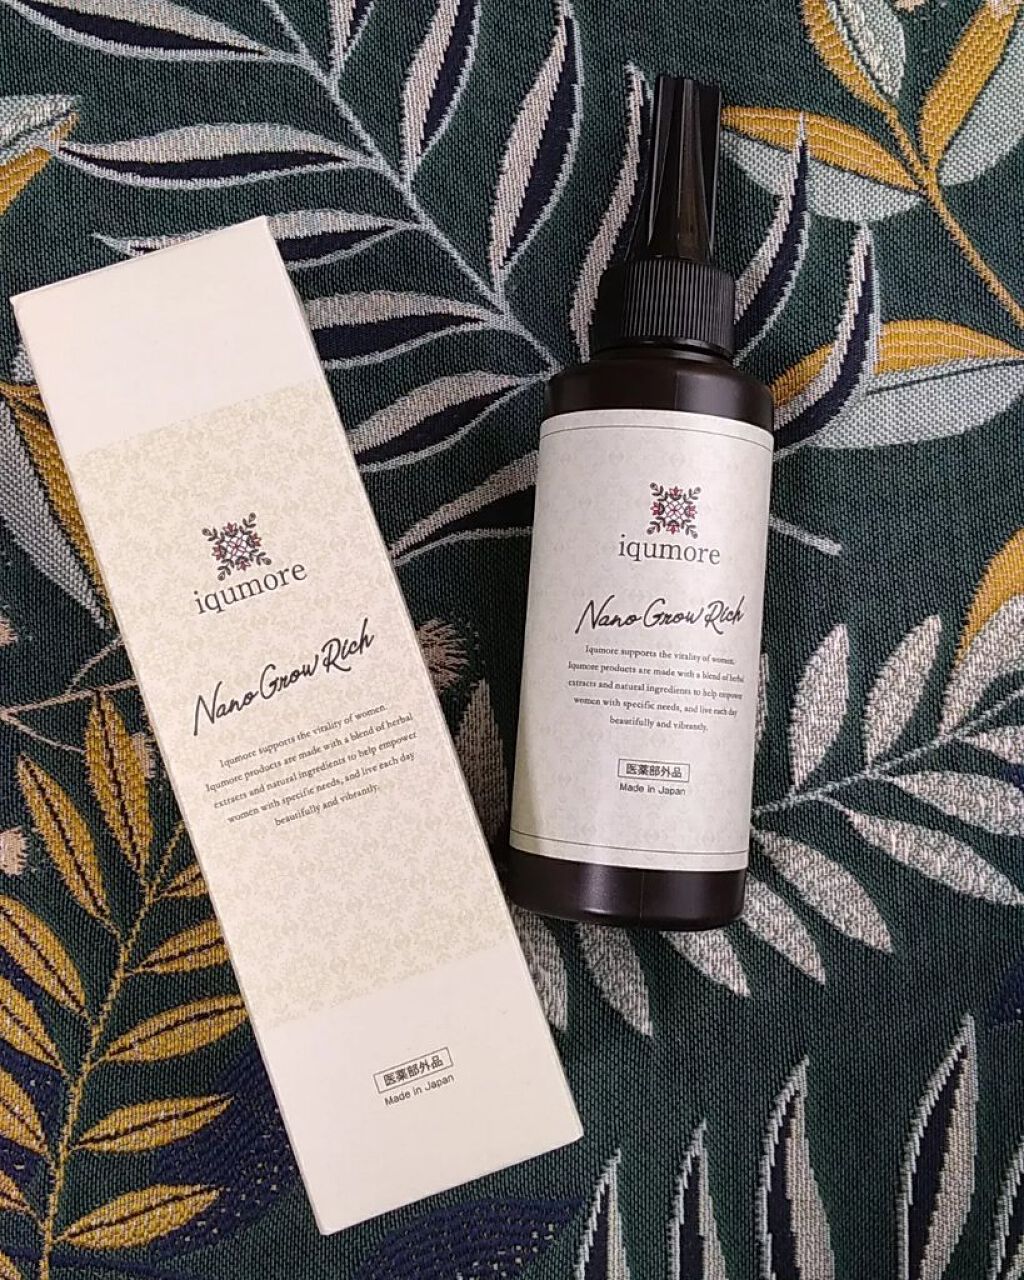 iqumore
Nano Grow Rich
Iqumore supports the vitality of women.
Iqumore products are made with a blend of herbal
extracts and natural ingredients to help empower
women with specific needs, and live each day
beautifully and vibrantly.
医薬部外品
Made in Japan
iqumore
Nano Grow Rich
Iqumore supports the vitality of women.
Iqumore products are made with a blend of herbal
extracts and natural ingredients to help empower
women with specific needs, and live each day
beautifully and vibrantly.
医薬部外品
Made in Japan